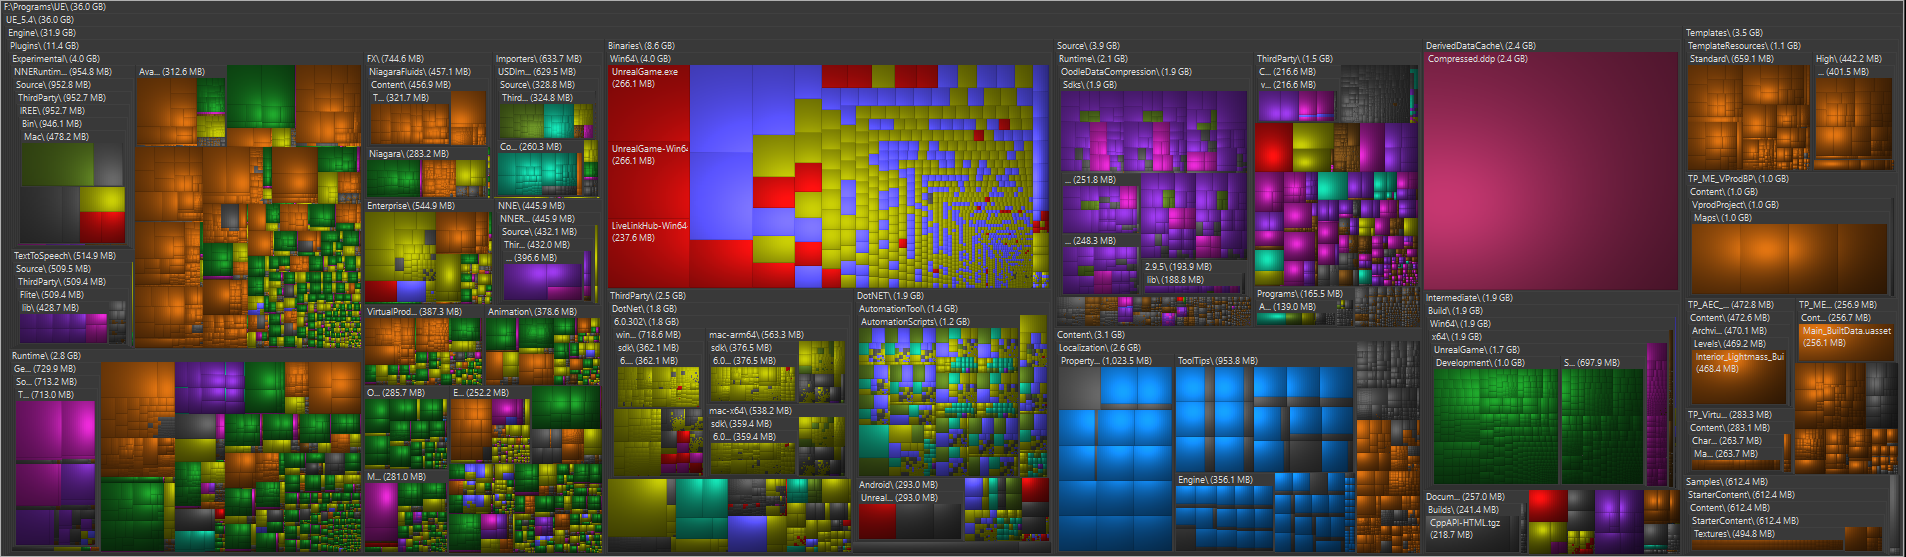 F:\Programs\UE\ (36.0 GB)
UE_5.4\ (36.0 GB)
Engine\ (31.9 GB)
Plugins\ (11.4 GB)
Experimental\ (4.0 GB)
NNERuntim... (954.8 MB)
Source\ (952.8 MB)
ThirdParty\ (952.7 MB)
IREE\ (952.7 MB)
Bin\ (946.1 MB)
Mac\ (478.2 MB)
Ava... (312.6 MB)
TextToSpeech\ (514.9 MB)
Source\ (509.5 MB)
ThirdParty\ (509.4 MB)
Flite\ (509.4 MB)
lib\ (428.7 MB)
Runtime\ (2.8 GB)
Ge... (729.9 MB)
So... (713.2 MB)
T... (713.0 MB)
FX\ (744.6 MB)
NiagaraFluids\ (457.1 MB)
Content\ (456.9 MB)
T... (321.7 MB)
Niagara\ (283.2 MB)
Importers\ (633.7 MB)
USDIm... (629.5 MB)
Source\ (328.8 MB)
Third... (324.8 MB)
Co... (260.3 MB)
Enterprise\ (544.9 MB)
NNE\ (445.9 MB)
NNER... (445.9 MB)
Source\ (432.1 MB)
Thir... (432.0 MB)
... (396.6 MB)
VirtualProd... (387.3 MB)
Animation\ (378.6 MB)
O... (285.7 MB)
E... (252.2 MB)
M... (281.0 MB)
Binaries\ (8.6 GB)
Win64\ (4.0 GB)
UnrealGame.exe
(266.1 MB)
UnrealGame-Win64
(266.1 MB)
LiveLinkHub-Win64
(237.6 MB)
ThirdParty\ (2.5 GB)
DotNet\ (1.8 GB)
6.0.302\ (1.8 GB)
win... (718.6 MB)
sdk\ (362.1 MB)
6.... (362.1 MB)
mac-arm64\ (563.3 MB)
sdk\ (376.5 MB)
6.0... (376.5 MB)
mac-x64\ (538.2 MB)
sdk\ (359.4 MB)
6.0... (359.4 MB)
DotNET\ (1.9 GB)
AutomationTool\ (1.4 GB)
AutomationScripts\ (1.2 GB)
Android\ (293.0 MB)
Unreal... (293.0 MB)
Source\ (3.9 GB)
Runtime\ (2.1 GB)
OodleDataCompression\ (1.9 GB)
Sdks\ (1.9 GB)
... (251.8 MB)
... (248.3 MB)
2.9.5\ (193.9 MB)
lib\ (188.8 MB)
ThirdParty\ (1.5 GB)
C... (216.6 MB)
v... (216.6 MB)
Programs\ (165.5 MB)
A... (139.0 MB)
Content\ (3.1 GB)
Localization\ (2.6 GB)
Property... (1,023.5 MB)
ToolTips\ (953.8 MB)
Engine\ (356.1 MB)
DerivedDataCache\ (2.4 GB)
Compressed.ddp (2.4 GB)
Intermediate\ (1.9 GB)
Build\ (1.9 GB)
Win64\ (1.9 GB)
x64\ (1.9 GB)
UnrealGame\ (1.7 GB)
Development\ (1.0 GB)
S... (697.9 MB)
Docum... (257.0 MB)
Builds\ (241.4 MB)
CppAPI-HTML.tgz
(218.7 MB)
Templates\ (3.5 GB)
TemplateResources\ (1.1 GB)
Standard\ (659.1 MB)
High\ (442.2 MB)
... (401.5 MB)
TP_ME_VProdBP\ (1.0 GB)
Content\ (1.0 GB)
VprodProject\ (1.0 GB)
Maps\ (1.0 GB)
TP_AEC_... (472.8 MB)
Content\ (472.6 MB)
Archvi... (470.1 MB)
Levels\ (469.2 MB)
Interior_Lightmass_Bui
(468.4 MB)
TP_ME... (256.9 MB)
Cont... (256.7 MB)
Main_BuiltData.uasset
(256.1 MB)
TP_Virtu... (283.3 MB)
Content\ (283.1 MB)
Char... (263.7 MB)
Ma... (263.7 MB)
Samples\ (612.4 MB)
StarterContent\ (612.4 MB)
Content\ (612.4 MB)
StarterContent\ (612.4 MB)
Textures\ (494.8 MB)